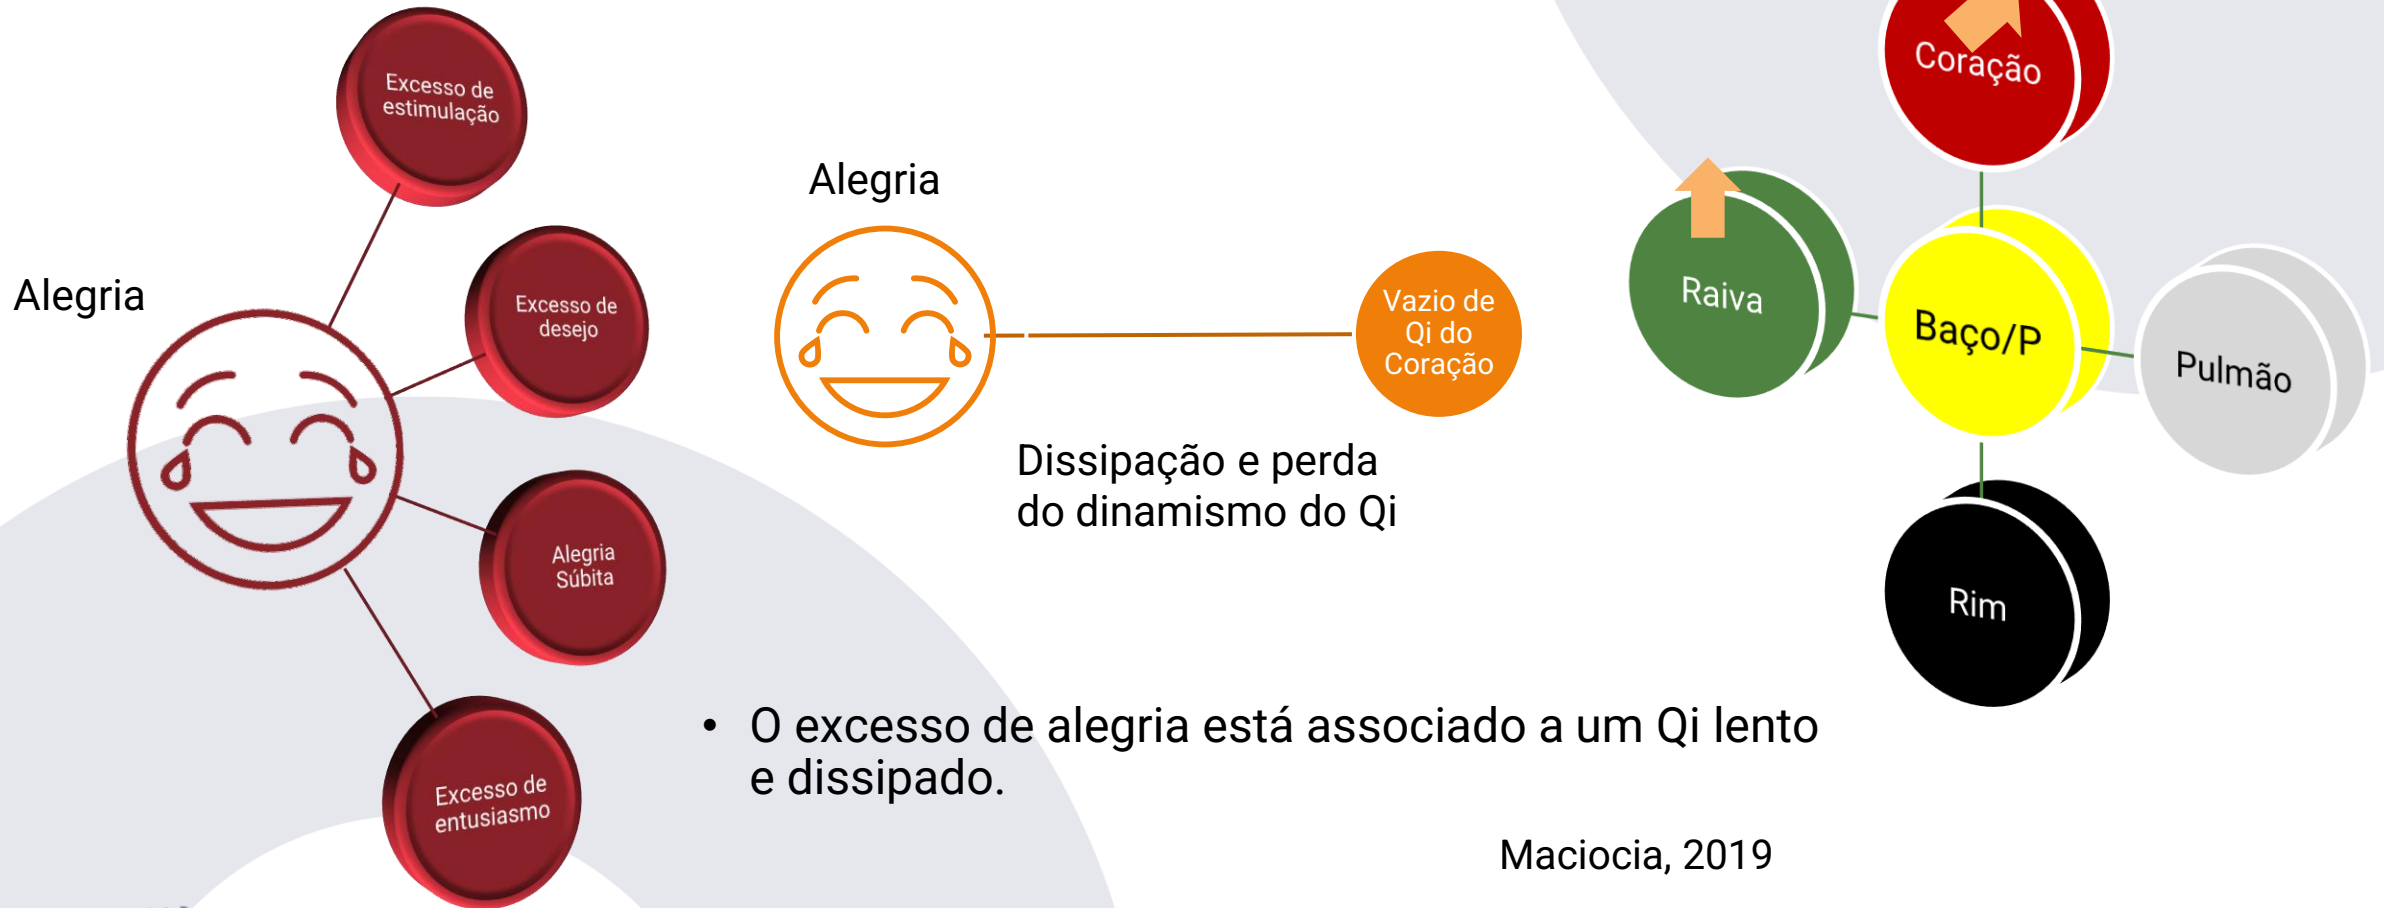 Alegria
Excesso de
estimulação
Excesso de
desejo
Alegria
Súbita
Excesso de
entusiasmo
Alegria
Vazio de
Qi do
Coração
Dissipação e perda
do dinamismo do Qi
Coração
Raiva
Baço/P
Pulmão
Rim
• O excesso de alegria está associado a um Qi lento
e dissipado.
Maciocia, 2019